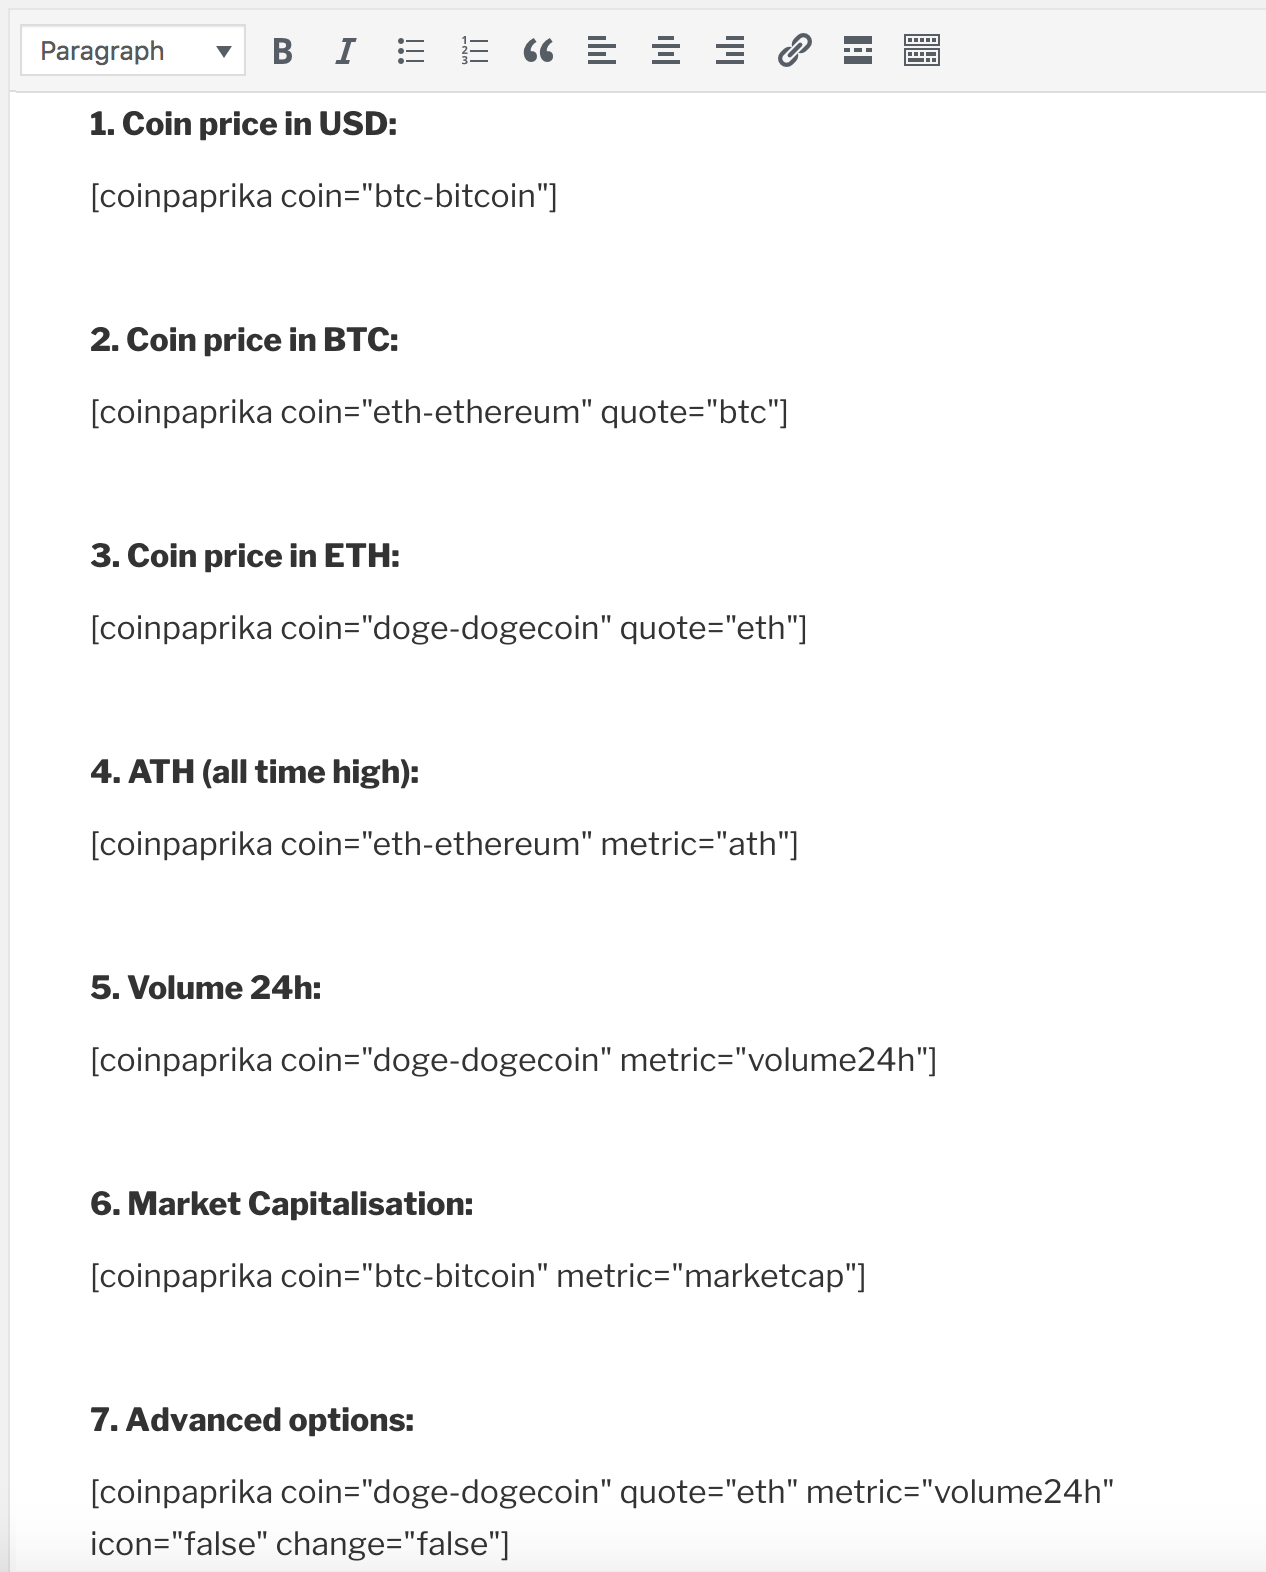 Paragraph
1. Coin price in USD:
[coinpaprika coin="btc-bitcoin"]
2. Coin price in BTC:
[coinpaprika coin="eth-ethereum" quote="btc"]
3. Coin price in ETH:
[coinpaprika coin="doge-dogecoin" quote="eth"]
4. ATH (all time high):
[coinpaprika coin="eth-ethereum" metric="ath"]
5. Volume 24h:
[coinpaprika coin="doge-dogecoin" metric="volume24h"]
6. Market Capitalisation:
[coinpaprika coin="btc-bitcoin" metric="marketcap"]
7. Advanced options:
[coinpaprika coin="doge-dogecoin" quote="eth" metric="volume24h"
icon="false" change="false"]